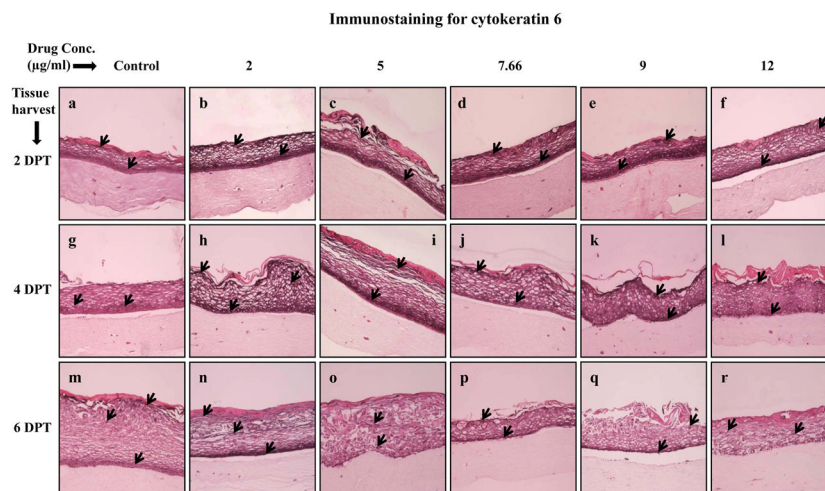 Immunostaining for cytokeratin 6
Drug Conc.
(µg/ml) Control 2 5 7.66 9 12
Tissue
harvest
a b c d e f
2 DPT
g h i j k l
4 DPT
m n o p q r
6 DPT